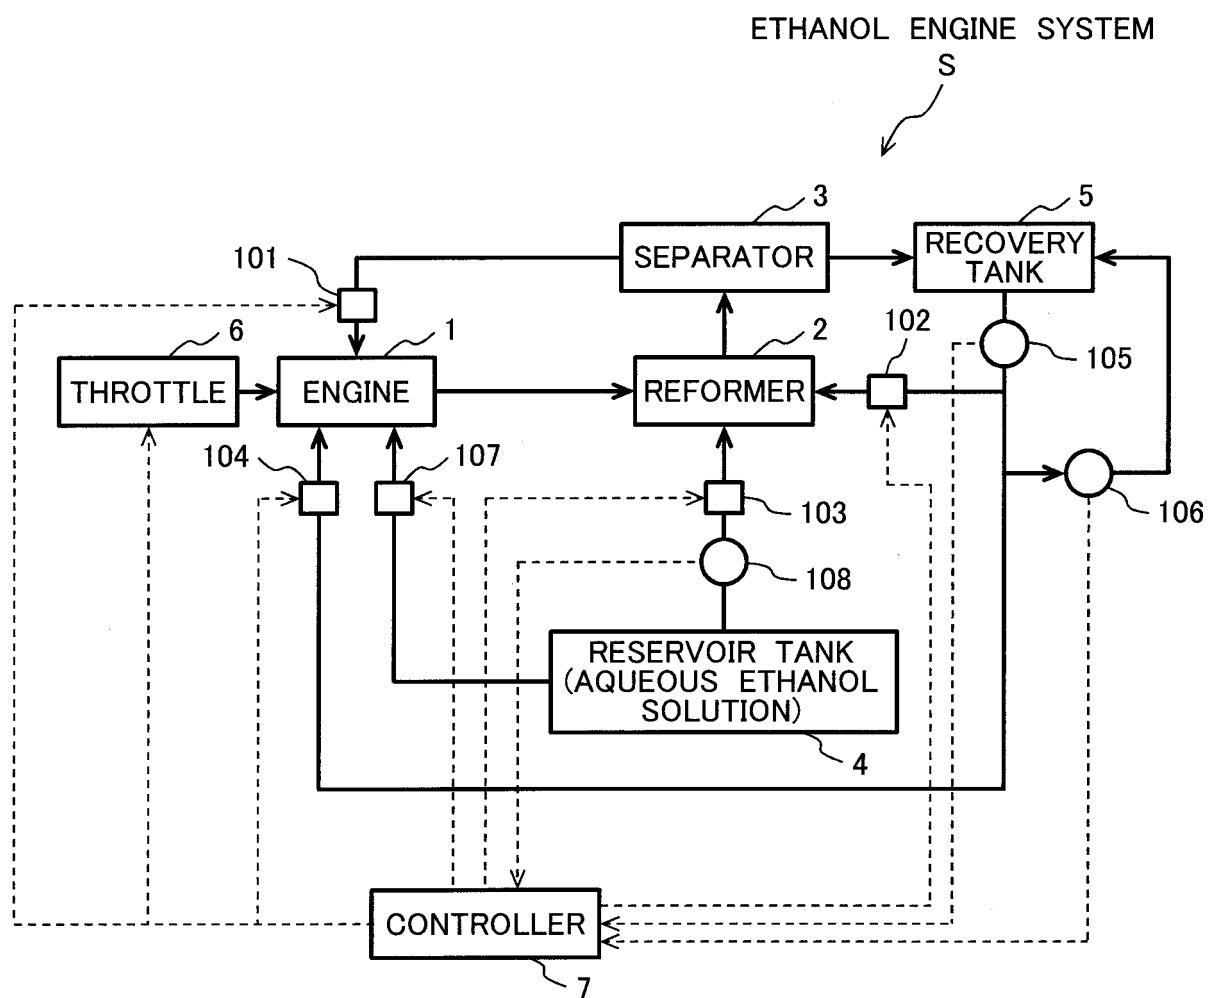 ETHANOL ENGINE SYSTEM
S
3
5
SEPARATOR
RECOVERY
TANK
101
6
1
2
102
105
THROTTLE
ENGINE
REFORMER
104
107
103
106
108
RESERVOIR TANK
(AQUEOUS ETHANOL
SOLUTION)
4
CONTROLLER
7